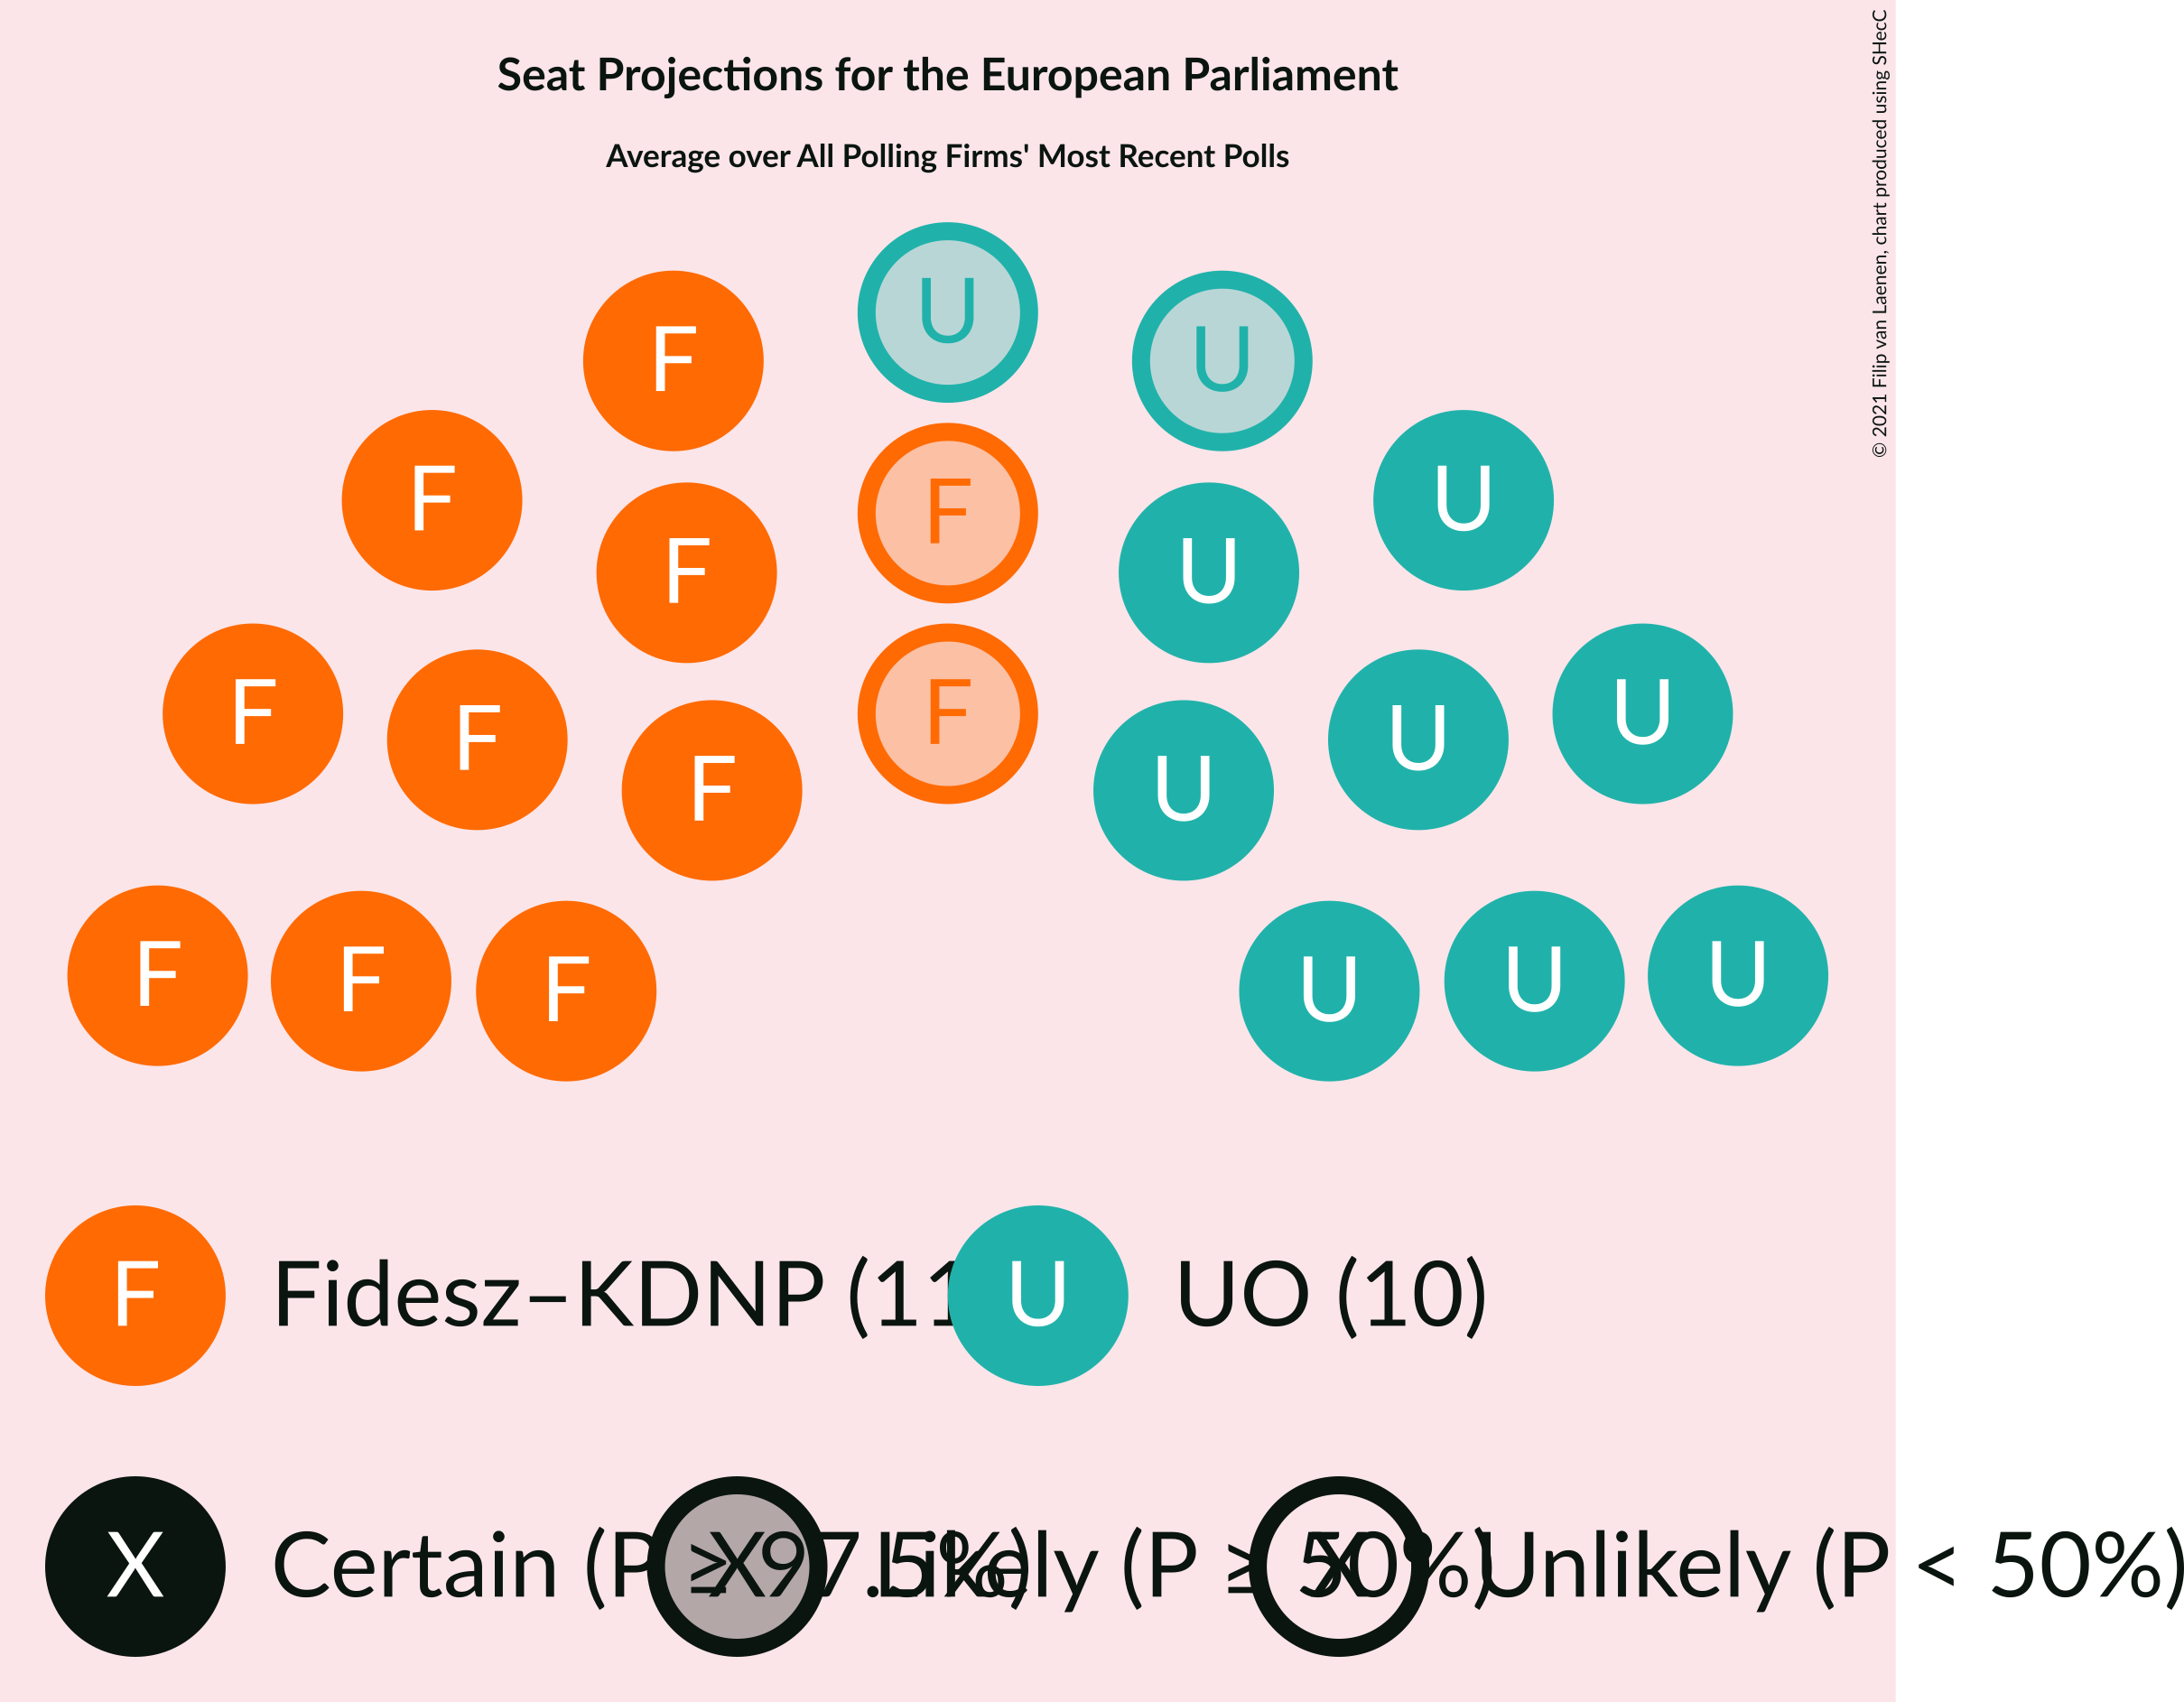 Seat Projections for the European Parliament
Average over All Polling Firms' Most Recent Polls
© 2021 Filip van Laenen, chart produced using SHecC
U
F U
F U
F
F U
F U
F F U
F U
F U
F F F U U U
F Fidesz–KDNP (11 U UO (10)
X Certain (P ≥ 97.5%) X Likely (P ≥ 50%) X Unlikely (P < 50%)